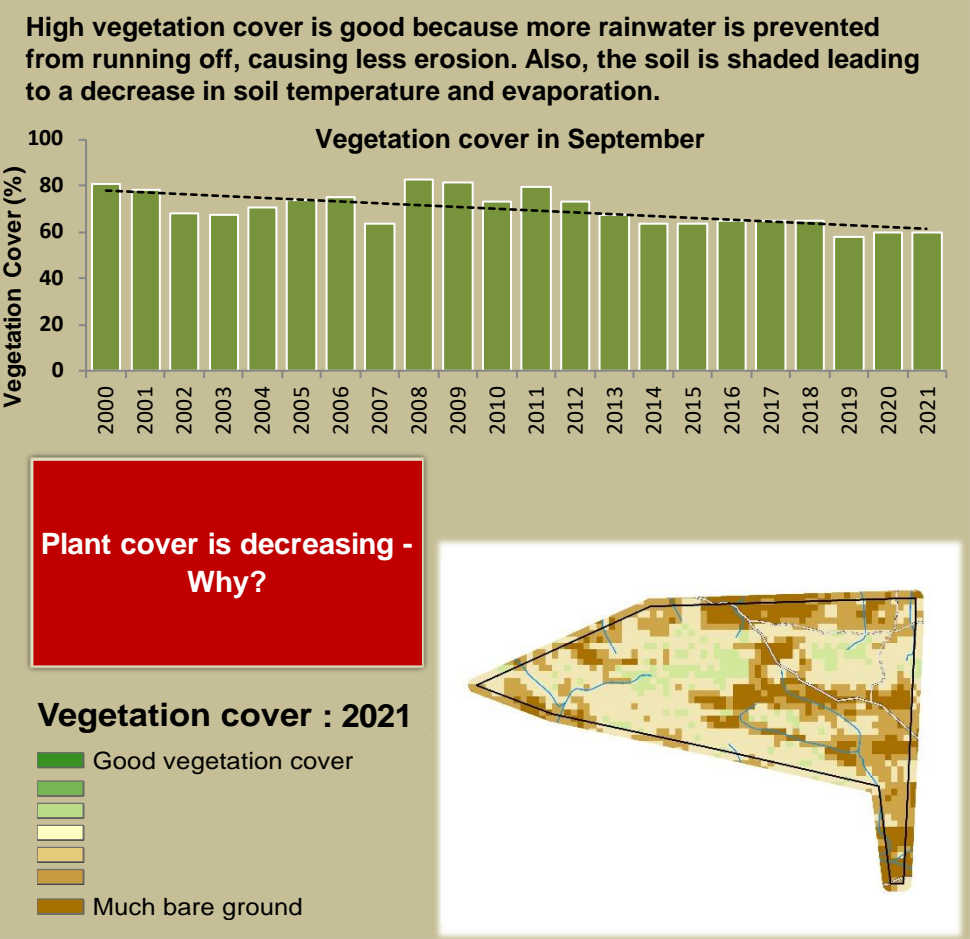 High vegetation cover is good because more rainwater is prevented
from running off, causing less erosion. Also, the soil is shaded leading
to a decrease in soil temperature and evaporation.
Vegetation cover in September
Vegetation Cover (%)
100
80
60
40
20
0
2000 2001 2002 2003 2004 2005 2006 2007 2008 2009 2010 2011 2012 2013 2014 2015 2016 2017 2018 2019 2020 2021
Plant cover is decreasing -
Why?
Vegetation cover : 2021
Good vegetation cover
Much bare ground